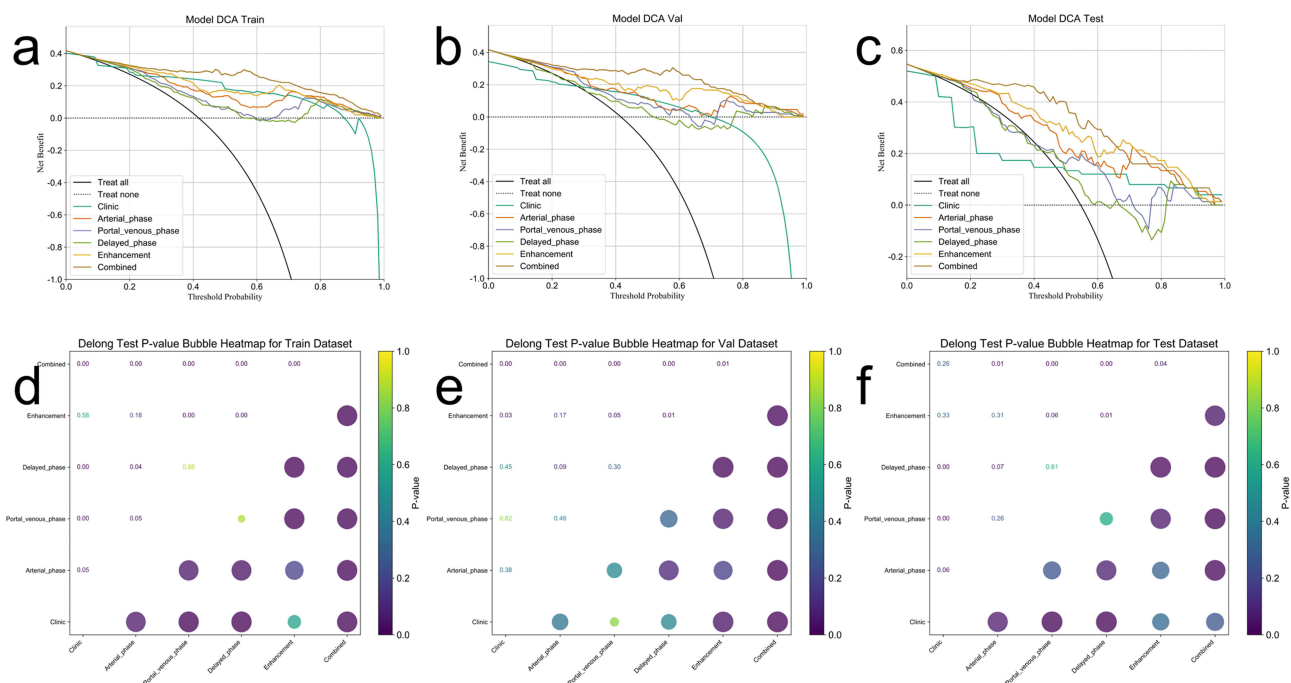 a
Model DCA Train
Net Benefit
0.4
0.2
0.0
-0.2
-0.4
-0.6
-0.8
-1.0
Treat all
Treat none
Clinic
Arterial_phase
Portal_venous_phase
Delayed_phase
Enhancement
Combined
0.0 0.2 0.4 0.6 0.8 1.0
Threshold Probability
b
Model DCA Val
Net Benefit
0.4
0.2
0.0
-0.2
-0.4
-0.6
-0.8
-1.0
Treat all
Treat none
Clinic
Arterial_phase
Portal_venous_phase
Delayed_phase
Enhancement
Combined
0.0 0.2 0.4 0.6 0.8 1.0
Threshold Probability
c
Model DCA Test
Net Benefit
0.6
0.4
0.2
0.0
-0.2
Treat all
Treat none
Clinic
Arterial_phase
Portal_venous_phase
Delayed_phase
Enhancement
Combined
0.0 0.2 0.4 0.6 0.8 1.0
Threshold Probability
d
Delong Test P-value Bubble Heatmap for Train Dataset
Combined 0.00 0.00 0.00 0.00 0.00
Enhancement 0.58 0.18 0.00 0.00
Delayed_phase 0.00 0.04
Portal_venous_phase 0.00 0.05
Arterial_phase 0.05
Clinic
Clinic Arterial_phase Portal_venous_phase Delayed_phase Enhancement Combined
1.0
0.8
0.6
0.4
0.2
0.0
P-value
e
Delong Test P-value Bubble Heatmap for Val Dataset
Combined 0.00 0.00 0.00 0.00 0.01
Enhancement 0.03 0.17 0.05 0.01
Delayed_phase 0.45 0.09 0.30
Portal_venous_phase 0.82 0.46
Arterial_phase 0.38
Clinic
Clinic Arterial_phase Portal_venous_phase Delayed_phase Enhancement Combined
1.0
0.8
0.6
0.4
0.2
0.0
P-value
f
Delong Test P-value Bubble Heatmap for Test Dataset
Combined 0.26 0.01 0.00 0.00 0.04
Enhancement 0.33 0.31 0.06 0.01
Delayed_phase 0.00 0.07 0.61
Portal_venous_phase 0.00 0.26
Arterial_phase 0.06
Clinic
Clinic Arterial_phase Portal_venous_phase Delayed_phase Enhancement Combined
1.0
0.8
0.6
0.4
0.2
0.0
P-value